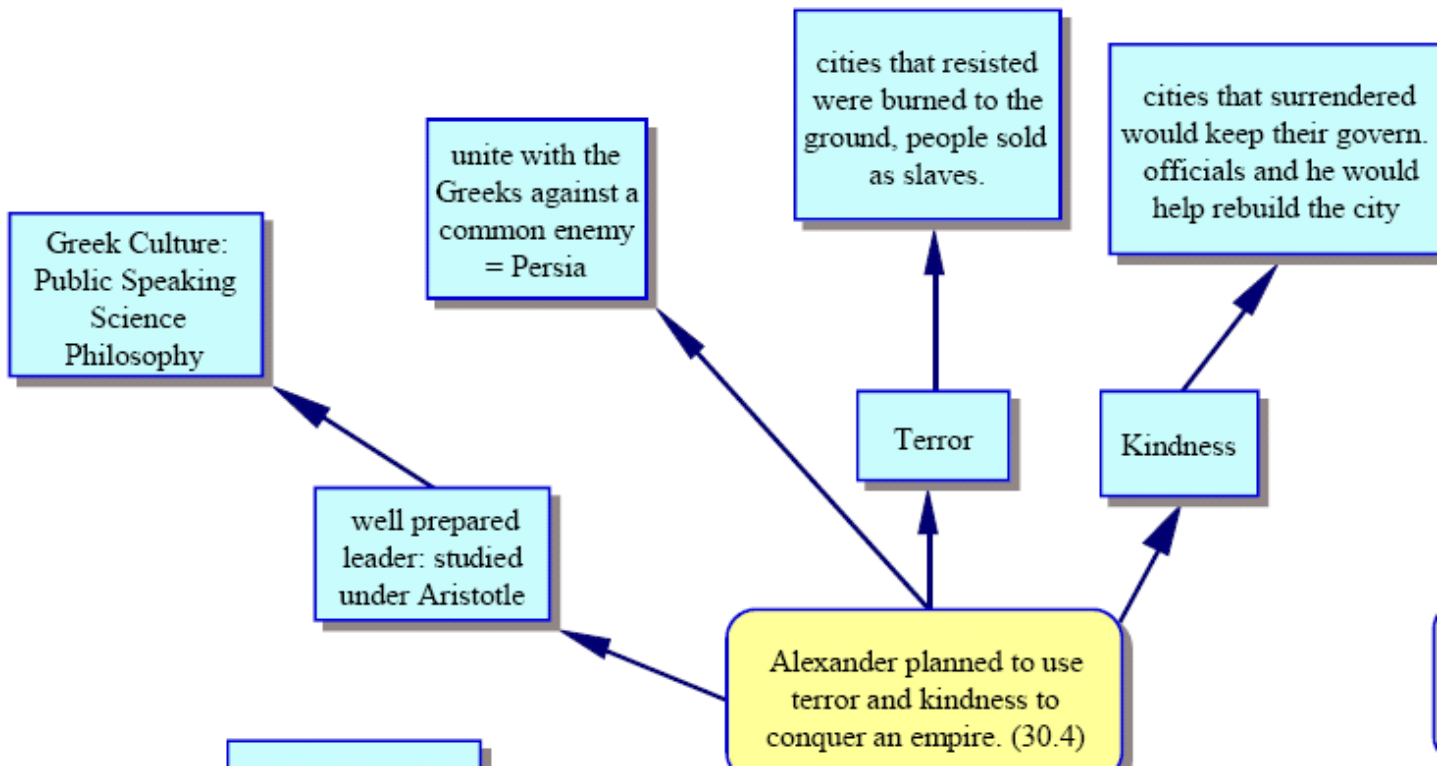 cities that resisted
were burned to the
ground, people sold
as slaves.
cities that surrendered
would keep their govern.
officials and he would
help rebuild the city
unite with the
Greeks against a
common enemy
= Persia
Greek Culture:
Public Speaking
Science
Philosophy
Terror
Kindness
well prepared
leader: studied
under Aristotle
Alexander planned to use
terror and kindness to
conquer an empire. (30.4)